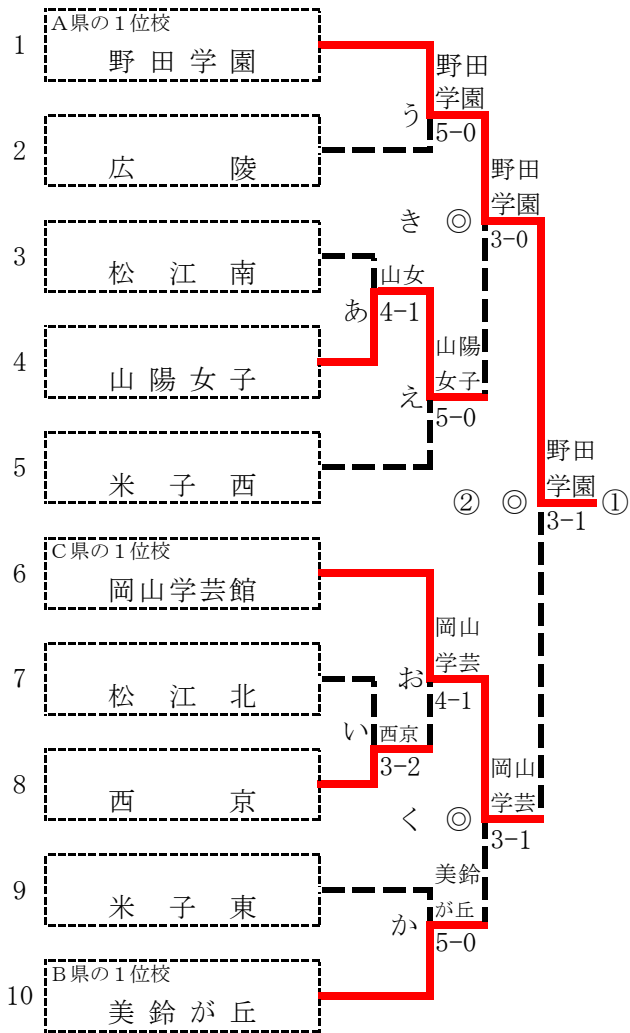 A県の１位校
1
野田学園
野田
学園
う
5-0
2
広陵
野田
学園
き ◎
3-0
3
松江南
山女
あ
4-1
4
山陽女子
山陽
女子
え
5-0
5
米子西
野田
学園
② ◎ ①
3-1
C県の１位校
6
岡山学芸館
岡山
学芸
お
4-1
7
松江北
い
西京
3-2
8
西京
岡山
学芸
く ◎
3-1
9
米子東
美鈴
が丘
か
5-0
B県の１位校
10
美鈴が丘